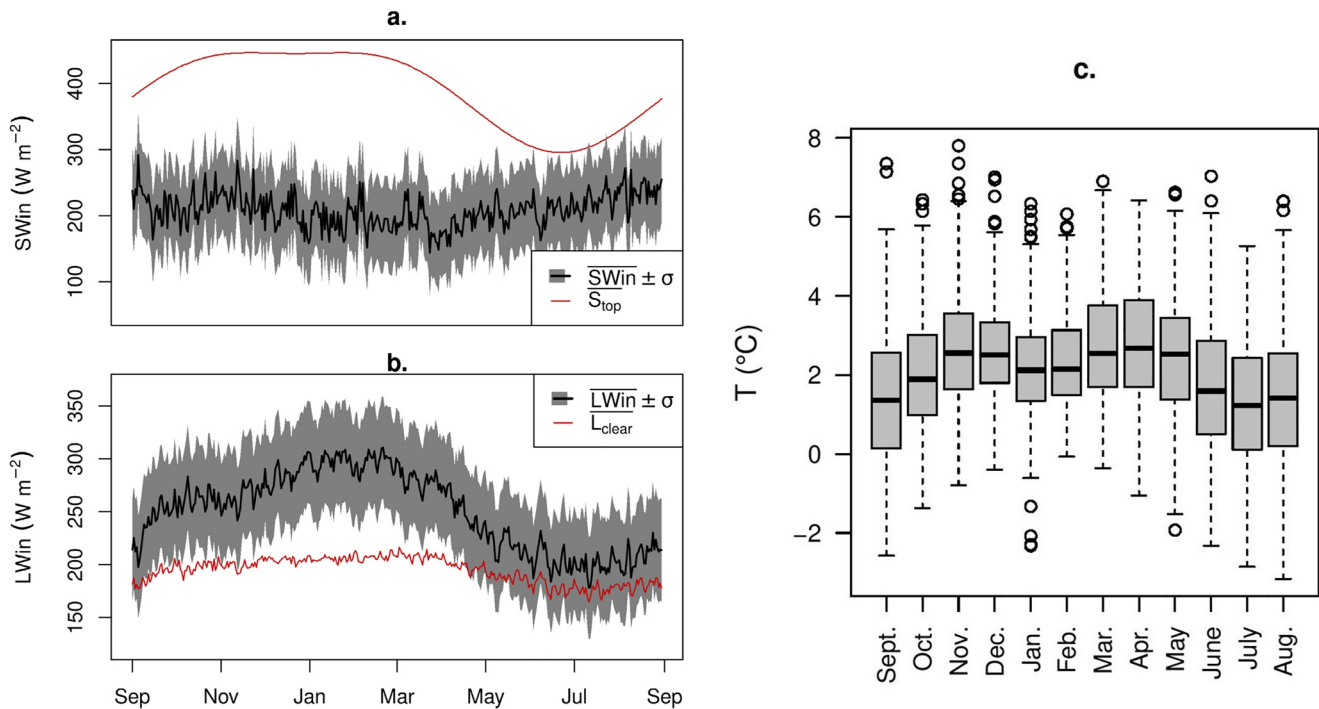 a.
SWin (W m⁻²)
400
300
200
100
SWin ± σ
S_top
b.
LWin (W m⁻²)
350
300
250
200
150
LWin ± σ
L_clear
Sep Nov Jan Mar May Jul Sep
c.
T (°C)
8
6
4
2
0
−2
Sept. Oct. Nov. Dec. Jan. Feb. Mar. Apr. May June July Aug.